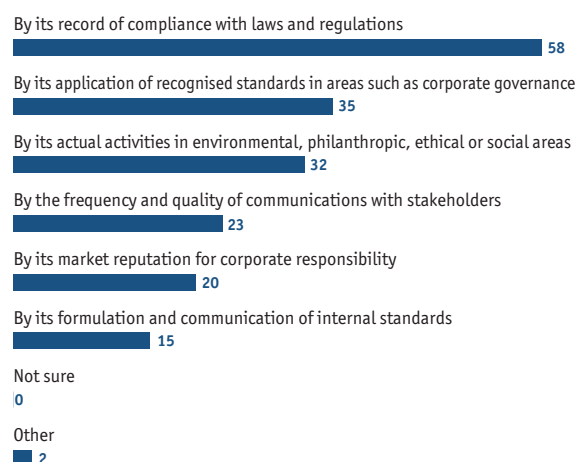 By its record of compliance with laws and regulations
58
By its application of recognised standards in areas such as corporate governance
35
By its actual activities in environmental, philanthropic, ethical or social areas
32
By the frequency and quality of communications with stakeholders
23
By its market reputation for corporate responsibility
20
By its formulation and communication of internal standards
15
Not sure
0
Other
2